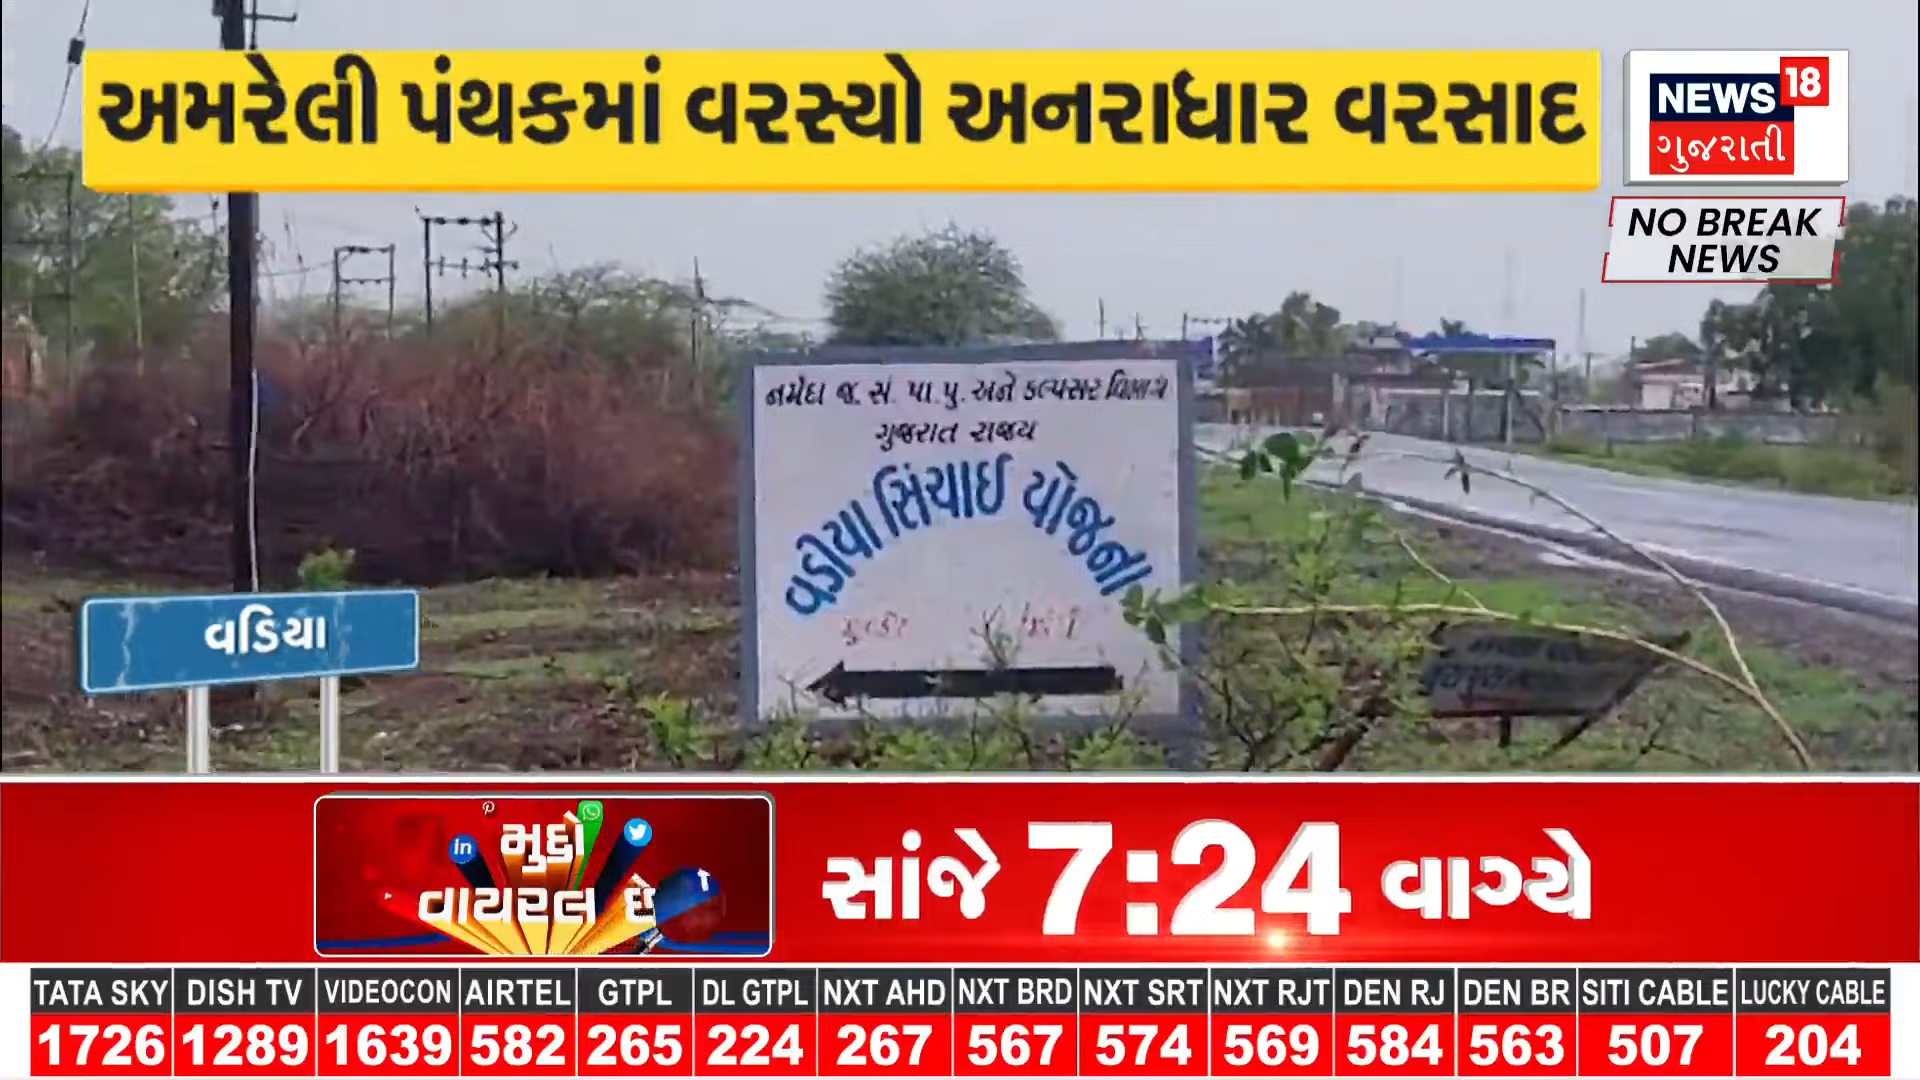 અમરેલી પંથકમાં વરસ્યો અનરાધાર વરસાદ
NEWS 18
ગુજરાતી
NO BREAK
NEWS
નર્મદા જ. સં. પા. પુ. અને કલ્પસર વિભાગ
ગુજરાત રાજ્ય
વડીયા સિંચાઈ યોજના
વડિયા
મુદ્દો
વાયરલ છે
સાંજે 7:24 વાગ્યે
TATA SKY DISH TV VIDEOCON AIRTEL GTPL DL GTPL NXT AHD NXT BRD NXT SRT NXT RJT DEN RJ DEN BR SITI CABLE LUCKY CABLE
1726 1289 1639 582 265 224 267 567 574 569 584 563 507 204